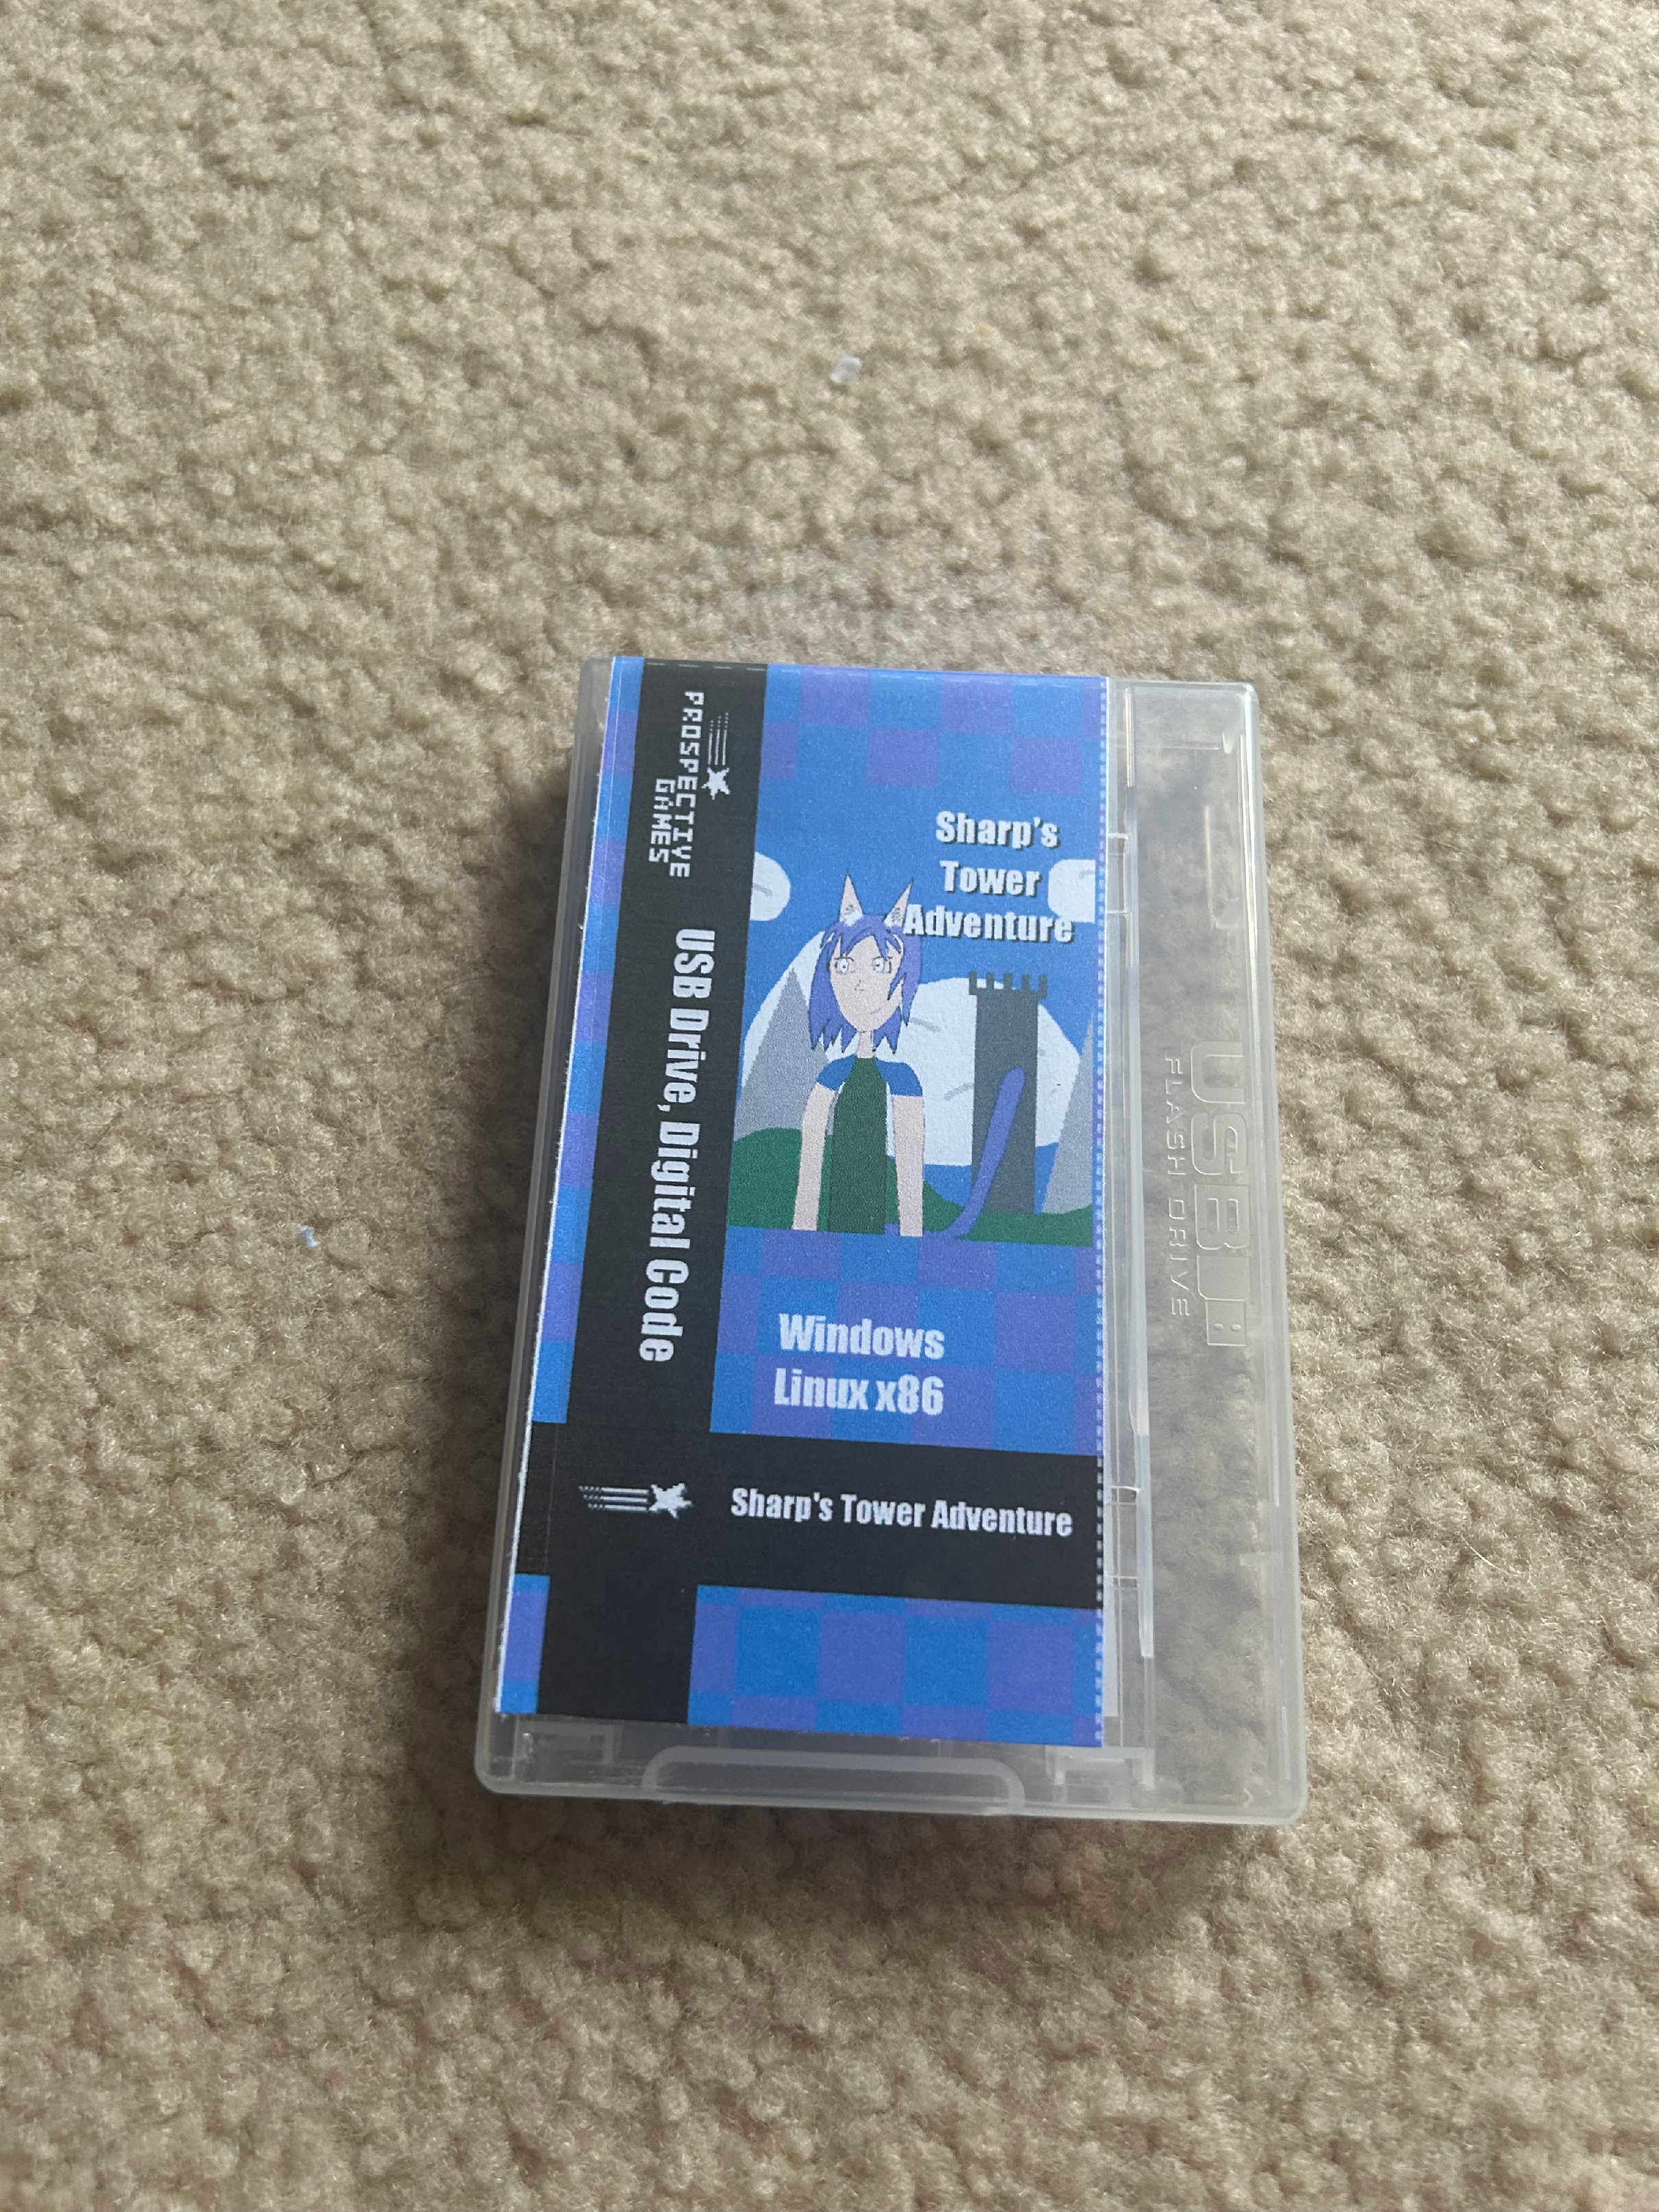 PROSPECTIVE
GAMES
USB Drive, Digital Code
Sharp's
Tower
Adventure
Windows
Linux x86
Sharp's Tower Adventure
USB
FLASH DRIVE